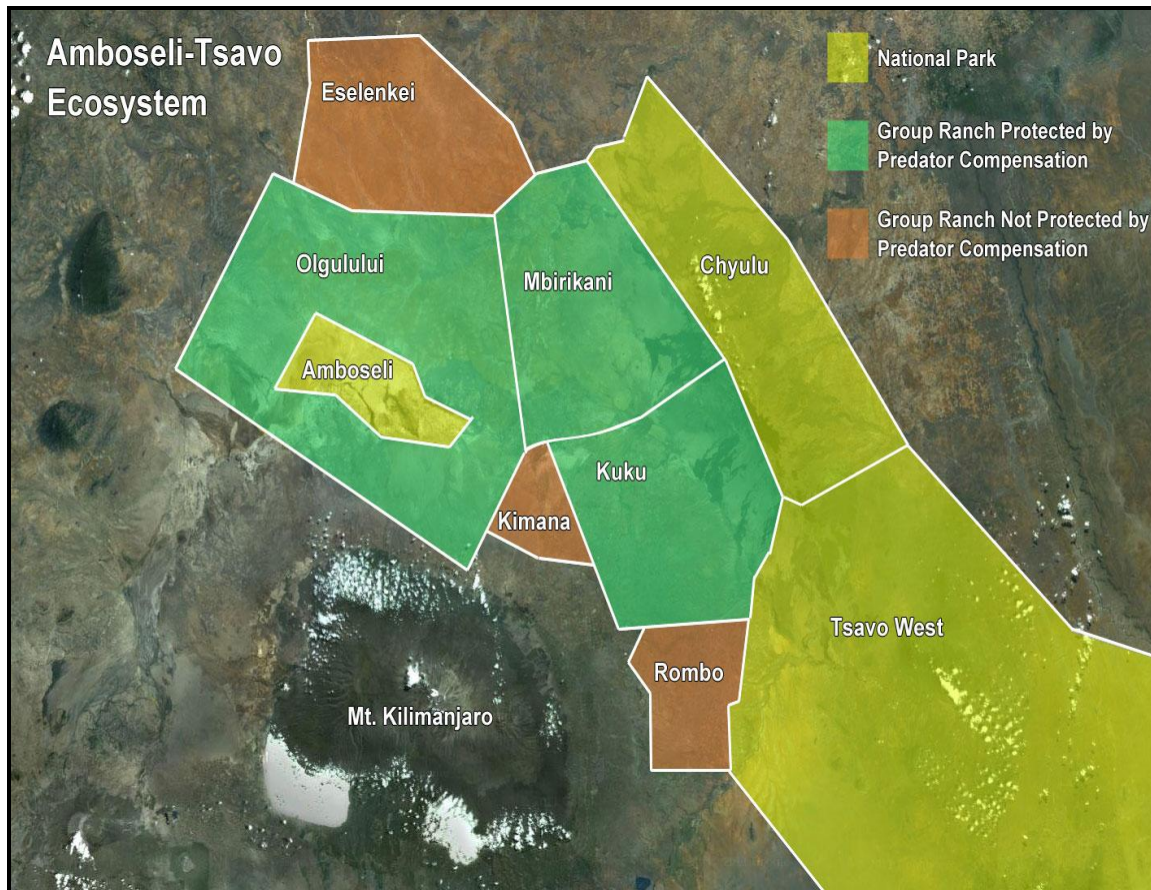 Amboseli-Tsavo
Ecosystem
National Park
Group Ranch Protected by
Predator Compensation
Group Ranch Not Protected by
Predator Compensation
Eselenkei
Olgululului
Mbirikani
Chyulu
Amboseli
Kuku
Kimana
Tsavo West
Rombo
Mt. Kilimanjaro